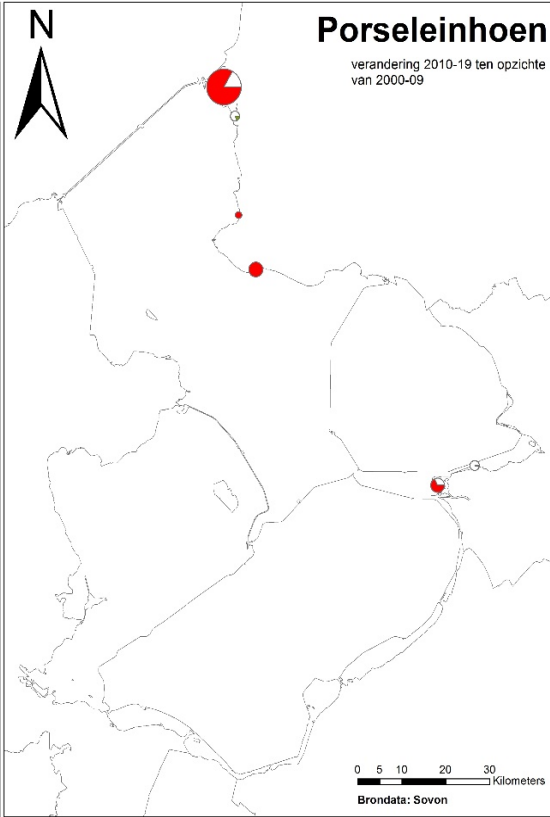 N
Porseleinhoen
verandering 2010-19 ten opzichte
van 2000-09
0 5 10 20 30
Kilometers
Brondata: Sovon